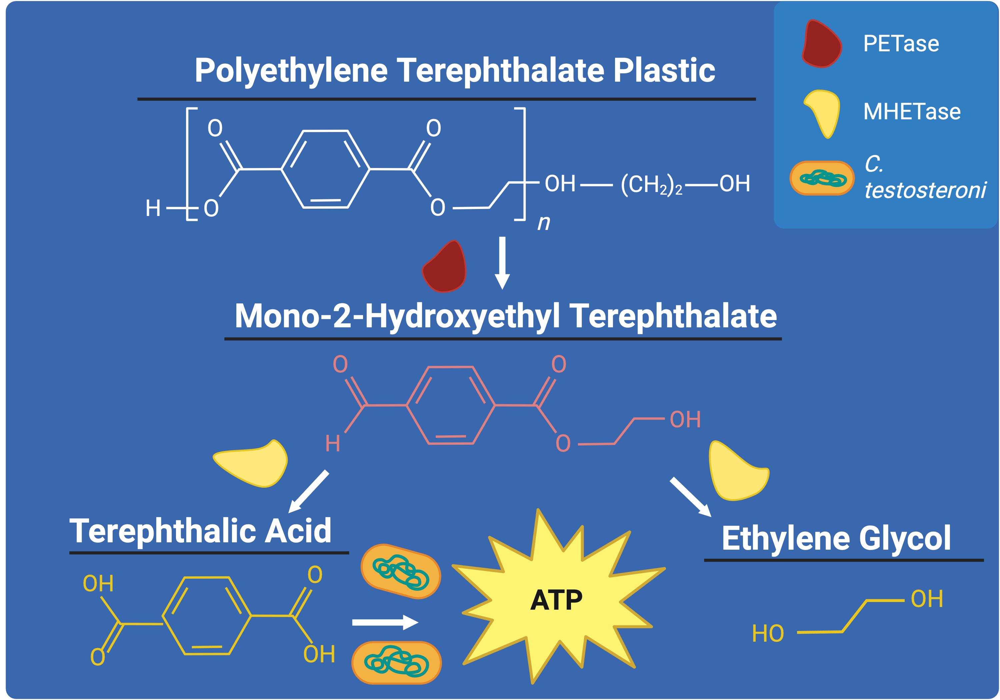 PETase
MHETase
C.
testosteroni
Polyethylene Terephthalate Plastic
O
O
H
O
O
n
OH
(CH2)2
OH
Mono-2-Hydroxyethyl Terephthalate
O
O
H
O
OH
Terephthalic Acid
OH
O
O
OH
ATP
Ethylene Glycol
HO
OH